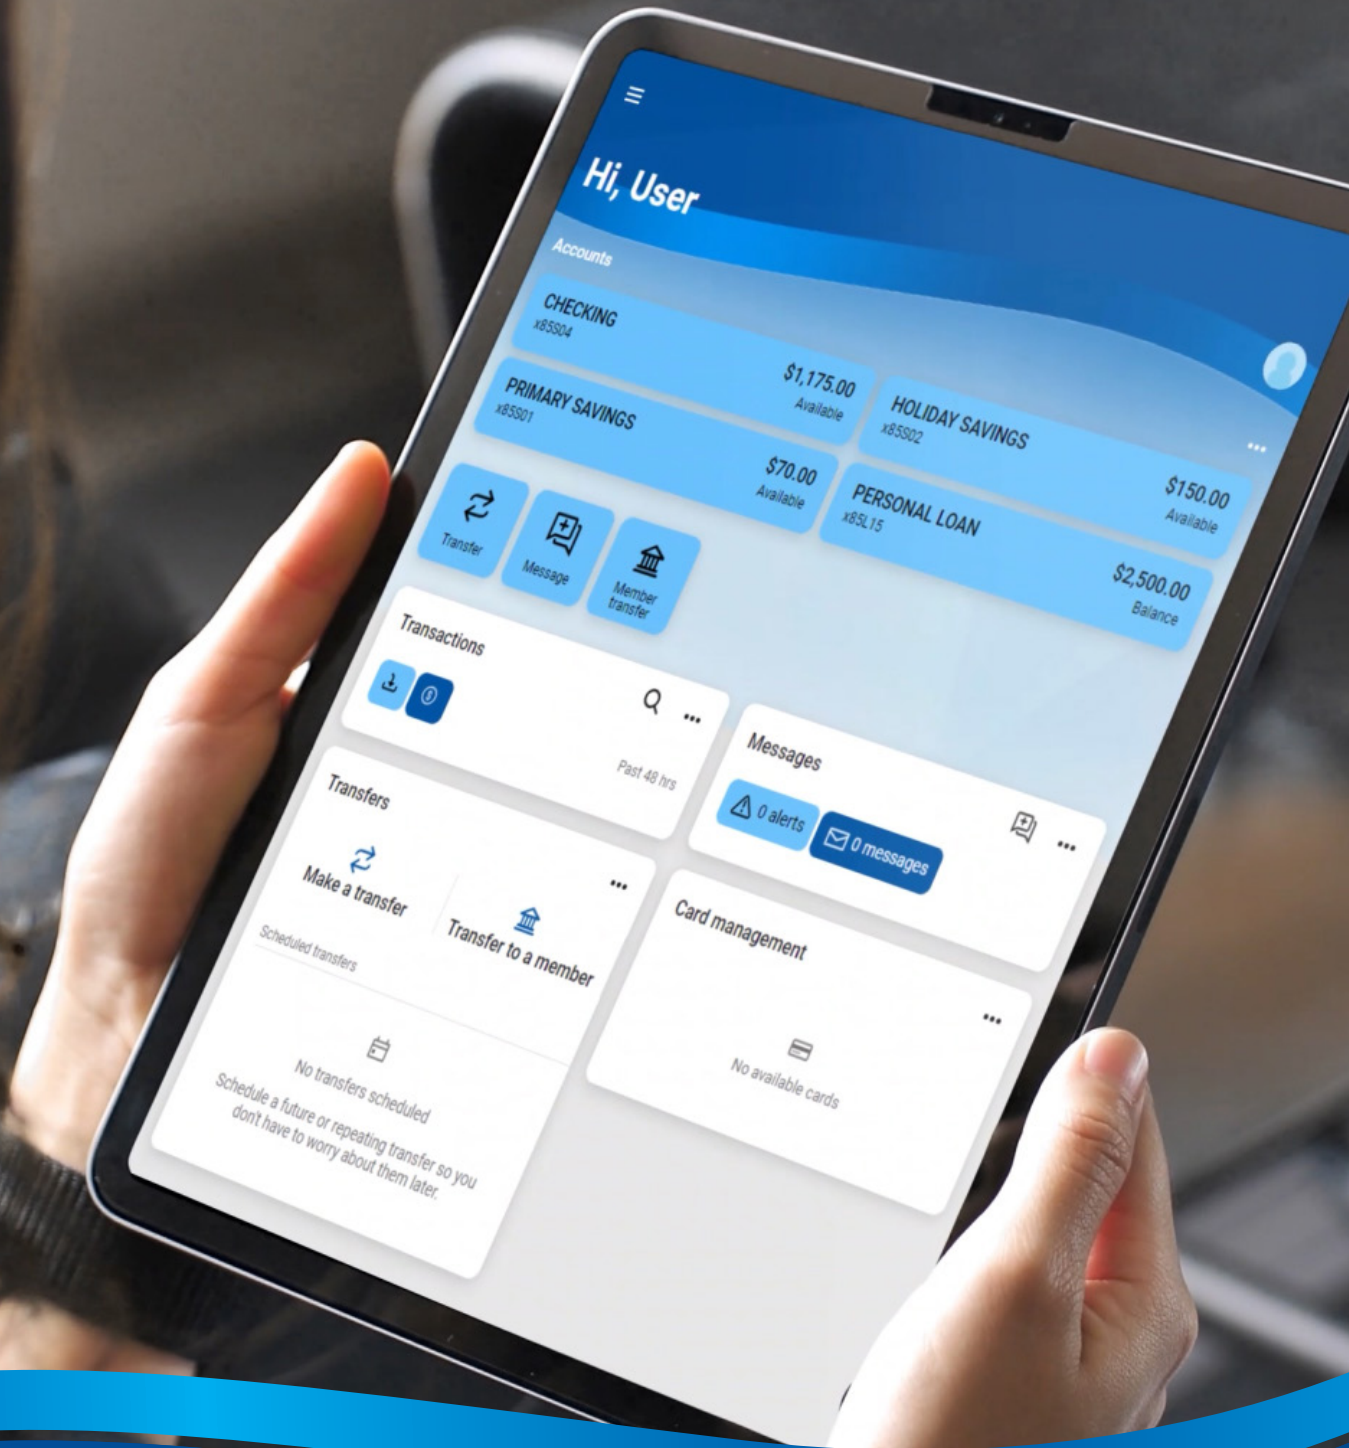 Hi, User
Accounts
CHECKING
x85S04
$1,175.00
Available
HOLIDAY SAVINGS
x85S02
$150.00
Available
PRIMARY SAVINGS
x85S01
$70.00
Available
PERSONAL LOAN
x85L15
$2,500.00
Balance
Transfer
Message
Member
transfer
Transactions
Past 48 hrs
Messages
0 alerts
0 messages
Transfers
Make a transfer
Transfer to a member
Scheduled transfers
No transfers scheduled
Schedule a future or repeating transfer so you
don't have to worry about them later.
Card management
No available cards